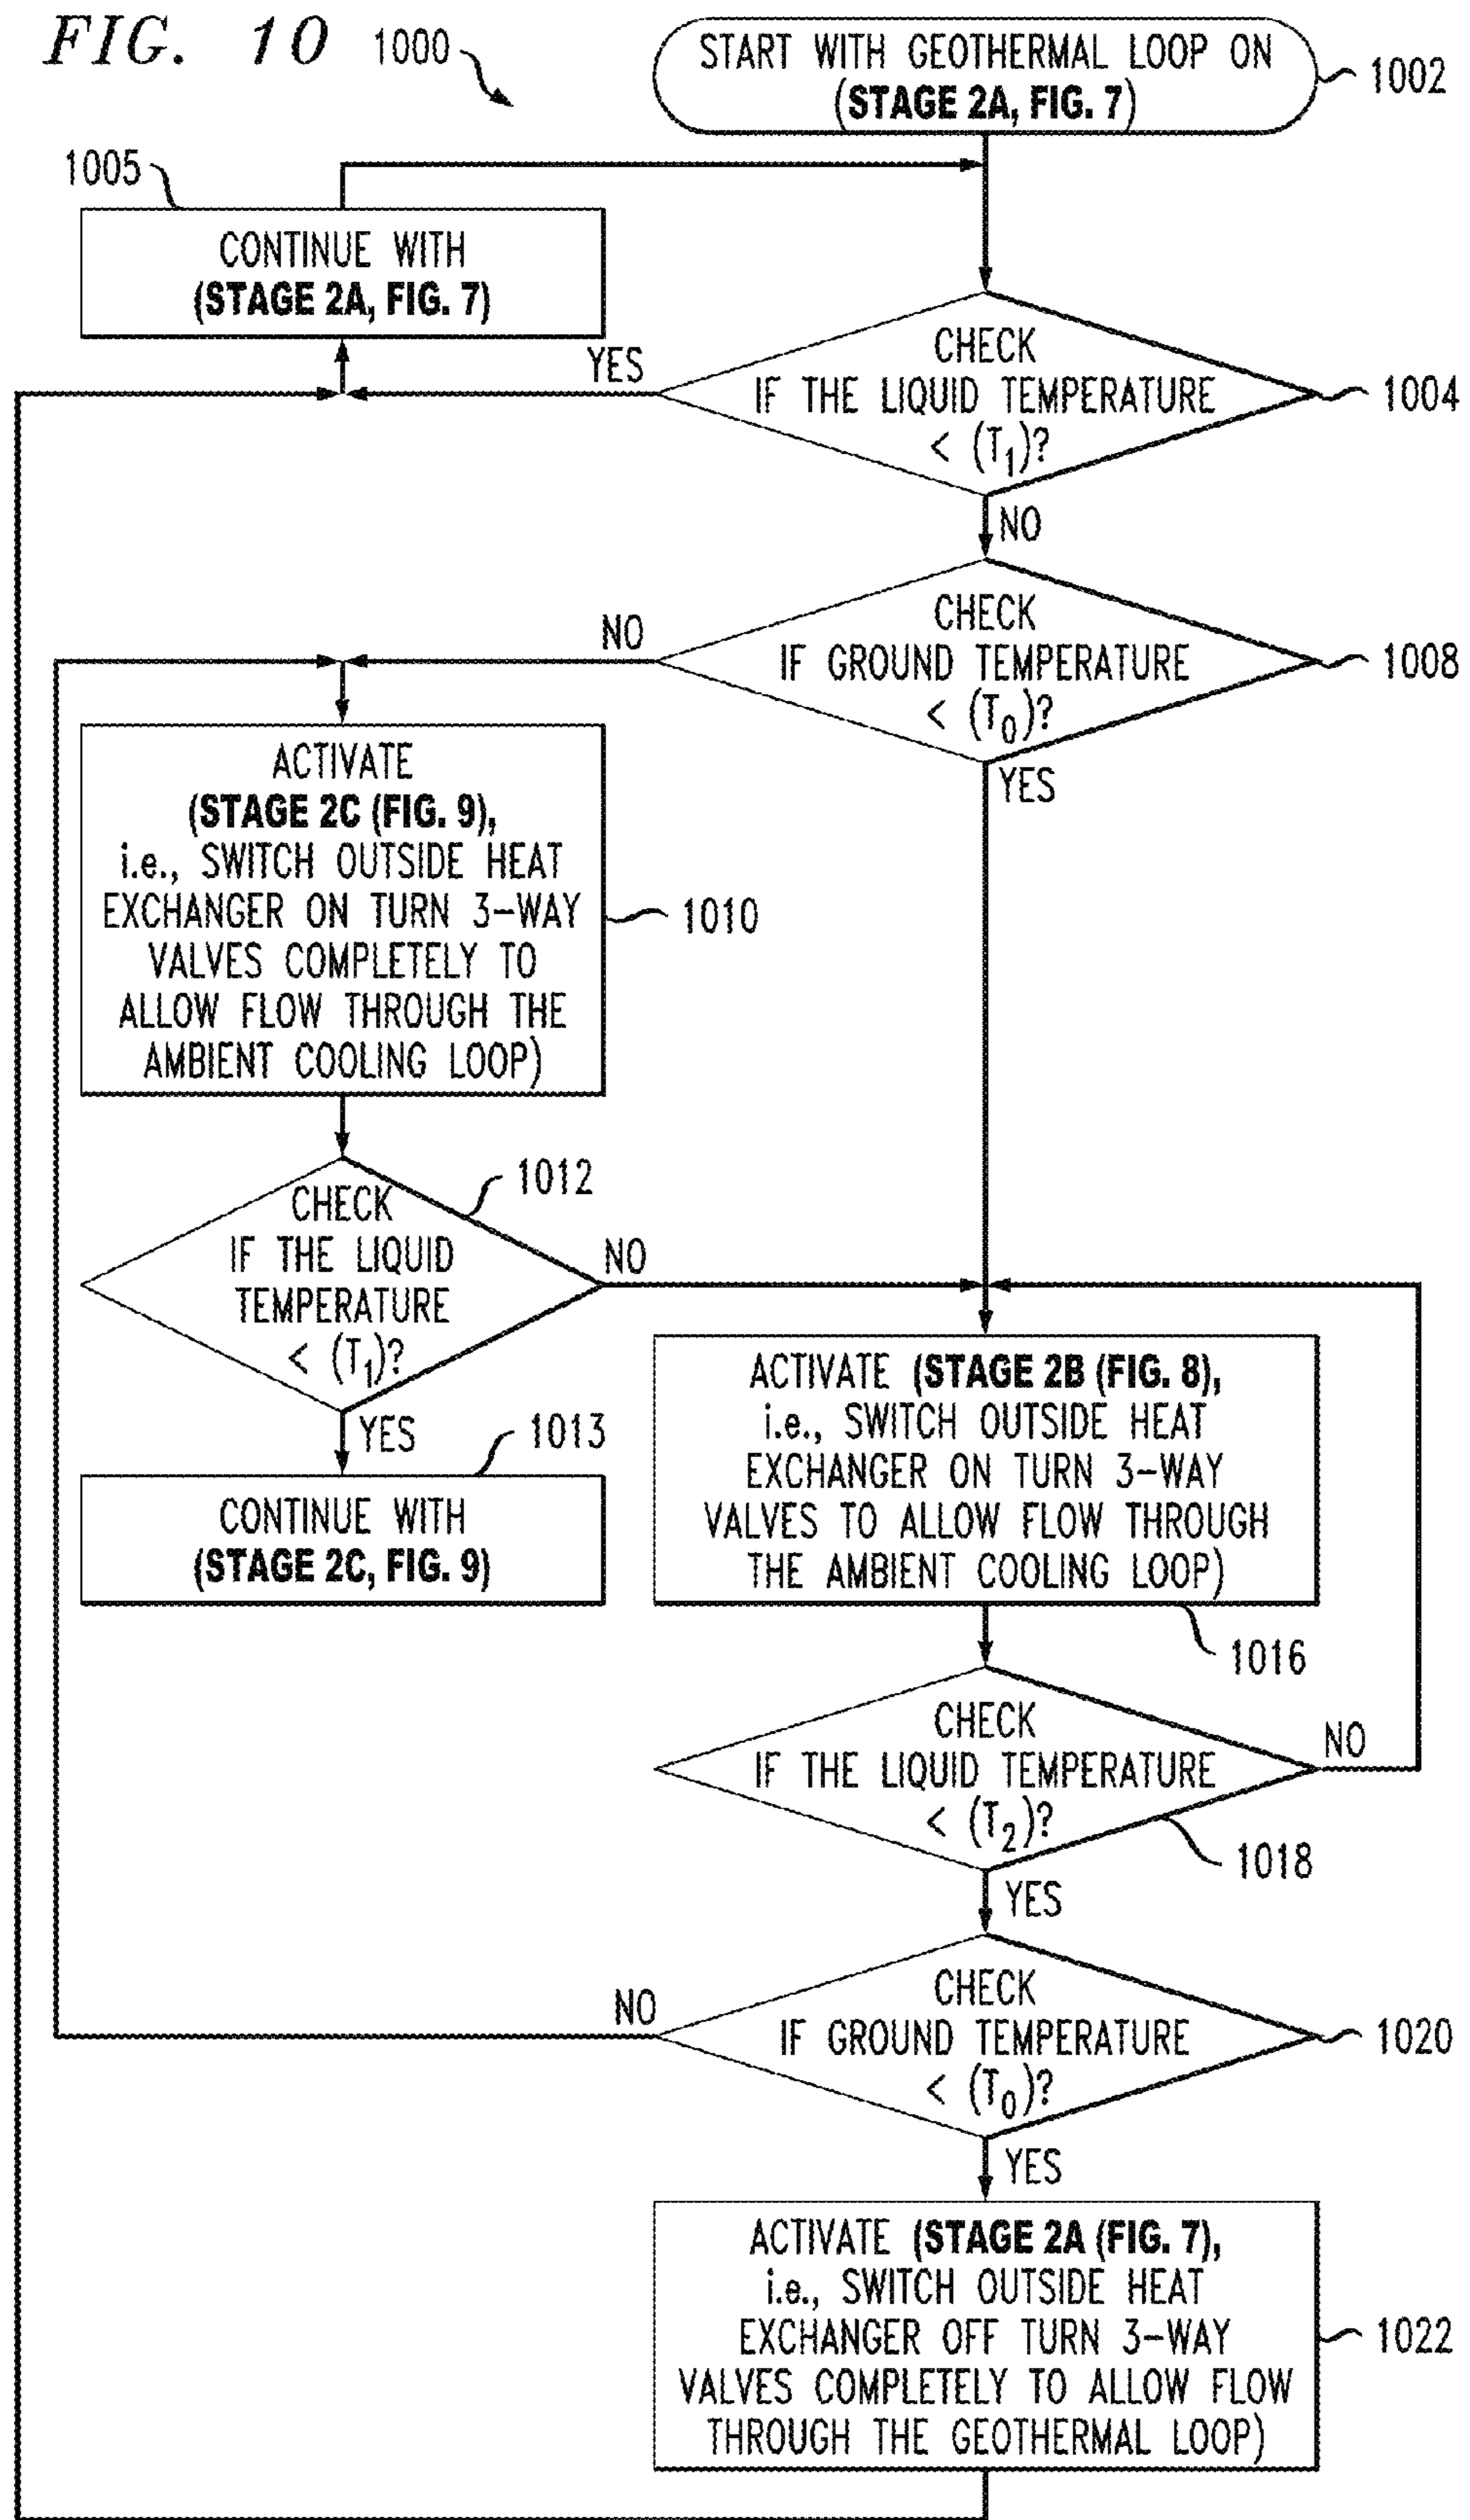 FIG. 10
1000
START WITH GEOTHERMAL LOOP ON
(STAGE 2A, FIG. 7)
1002
1005
CONTINUE WITH
(STAGE 2A, FIG. 7)
YES
CHECK
IF THE LIQUID TEMPERATURE
< (T₁)?
1004
NO
NO
CHECK
IF GROUND TEMPERATURE
< (T₀)?
1008
YES
ACTIVATE
(STAGE 2C (FIG. 9),
i.e., SWITCH OUTSIDE HEAT
EXCHANGER ON TURN 3-WAY
VALVES COMPLETELY TO
ALLOW FLOW THROUGH THE
AMBIENT COOLING LOOP)
1010
1012
CHECK
IF THE LIQUID
TEMPERATURE
< (T₁)?
NO
YES
1013
CONTINUE WITH
(STAGE 2C, FIG. 9)
ACTIVATE (STAGE 2B (FIG. 8),
i.e., SWITCH OUTSIDE HEAT
EXCHANGER ON TURN 3-WAY
VALVES TO ALLOW FLOW THROUGH
THE AMBIENT COOLING LOOP)
1016
CHECK
IF THE LIQUID TEMPERATURE
< (T₂)?
NO
1018
YES
NO
CHECK
IF GROUND TEMPERATURE
< (T₀)?
1020
YES
ACTIVATE (STAGE 2A (FIG. 7),
i.e., SWITCH OUTSIDE HEAT
EXCHANGER OFF TURN 3-WAY
VALVES COMPLETELY TO ALLOW FLOW
THROUGH THE GEOTHERMAL LOOP)
1022